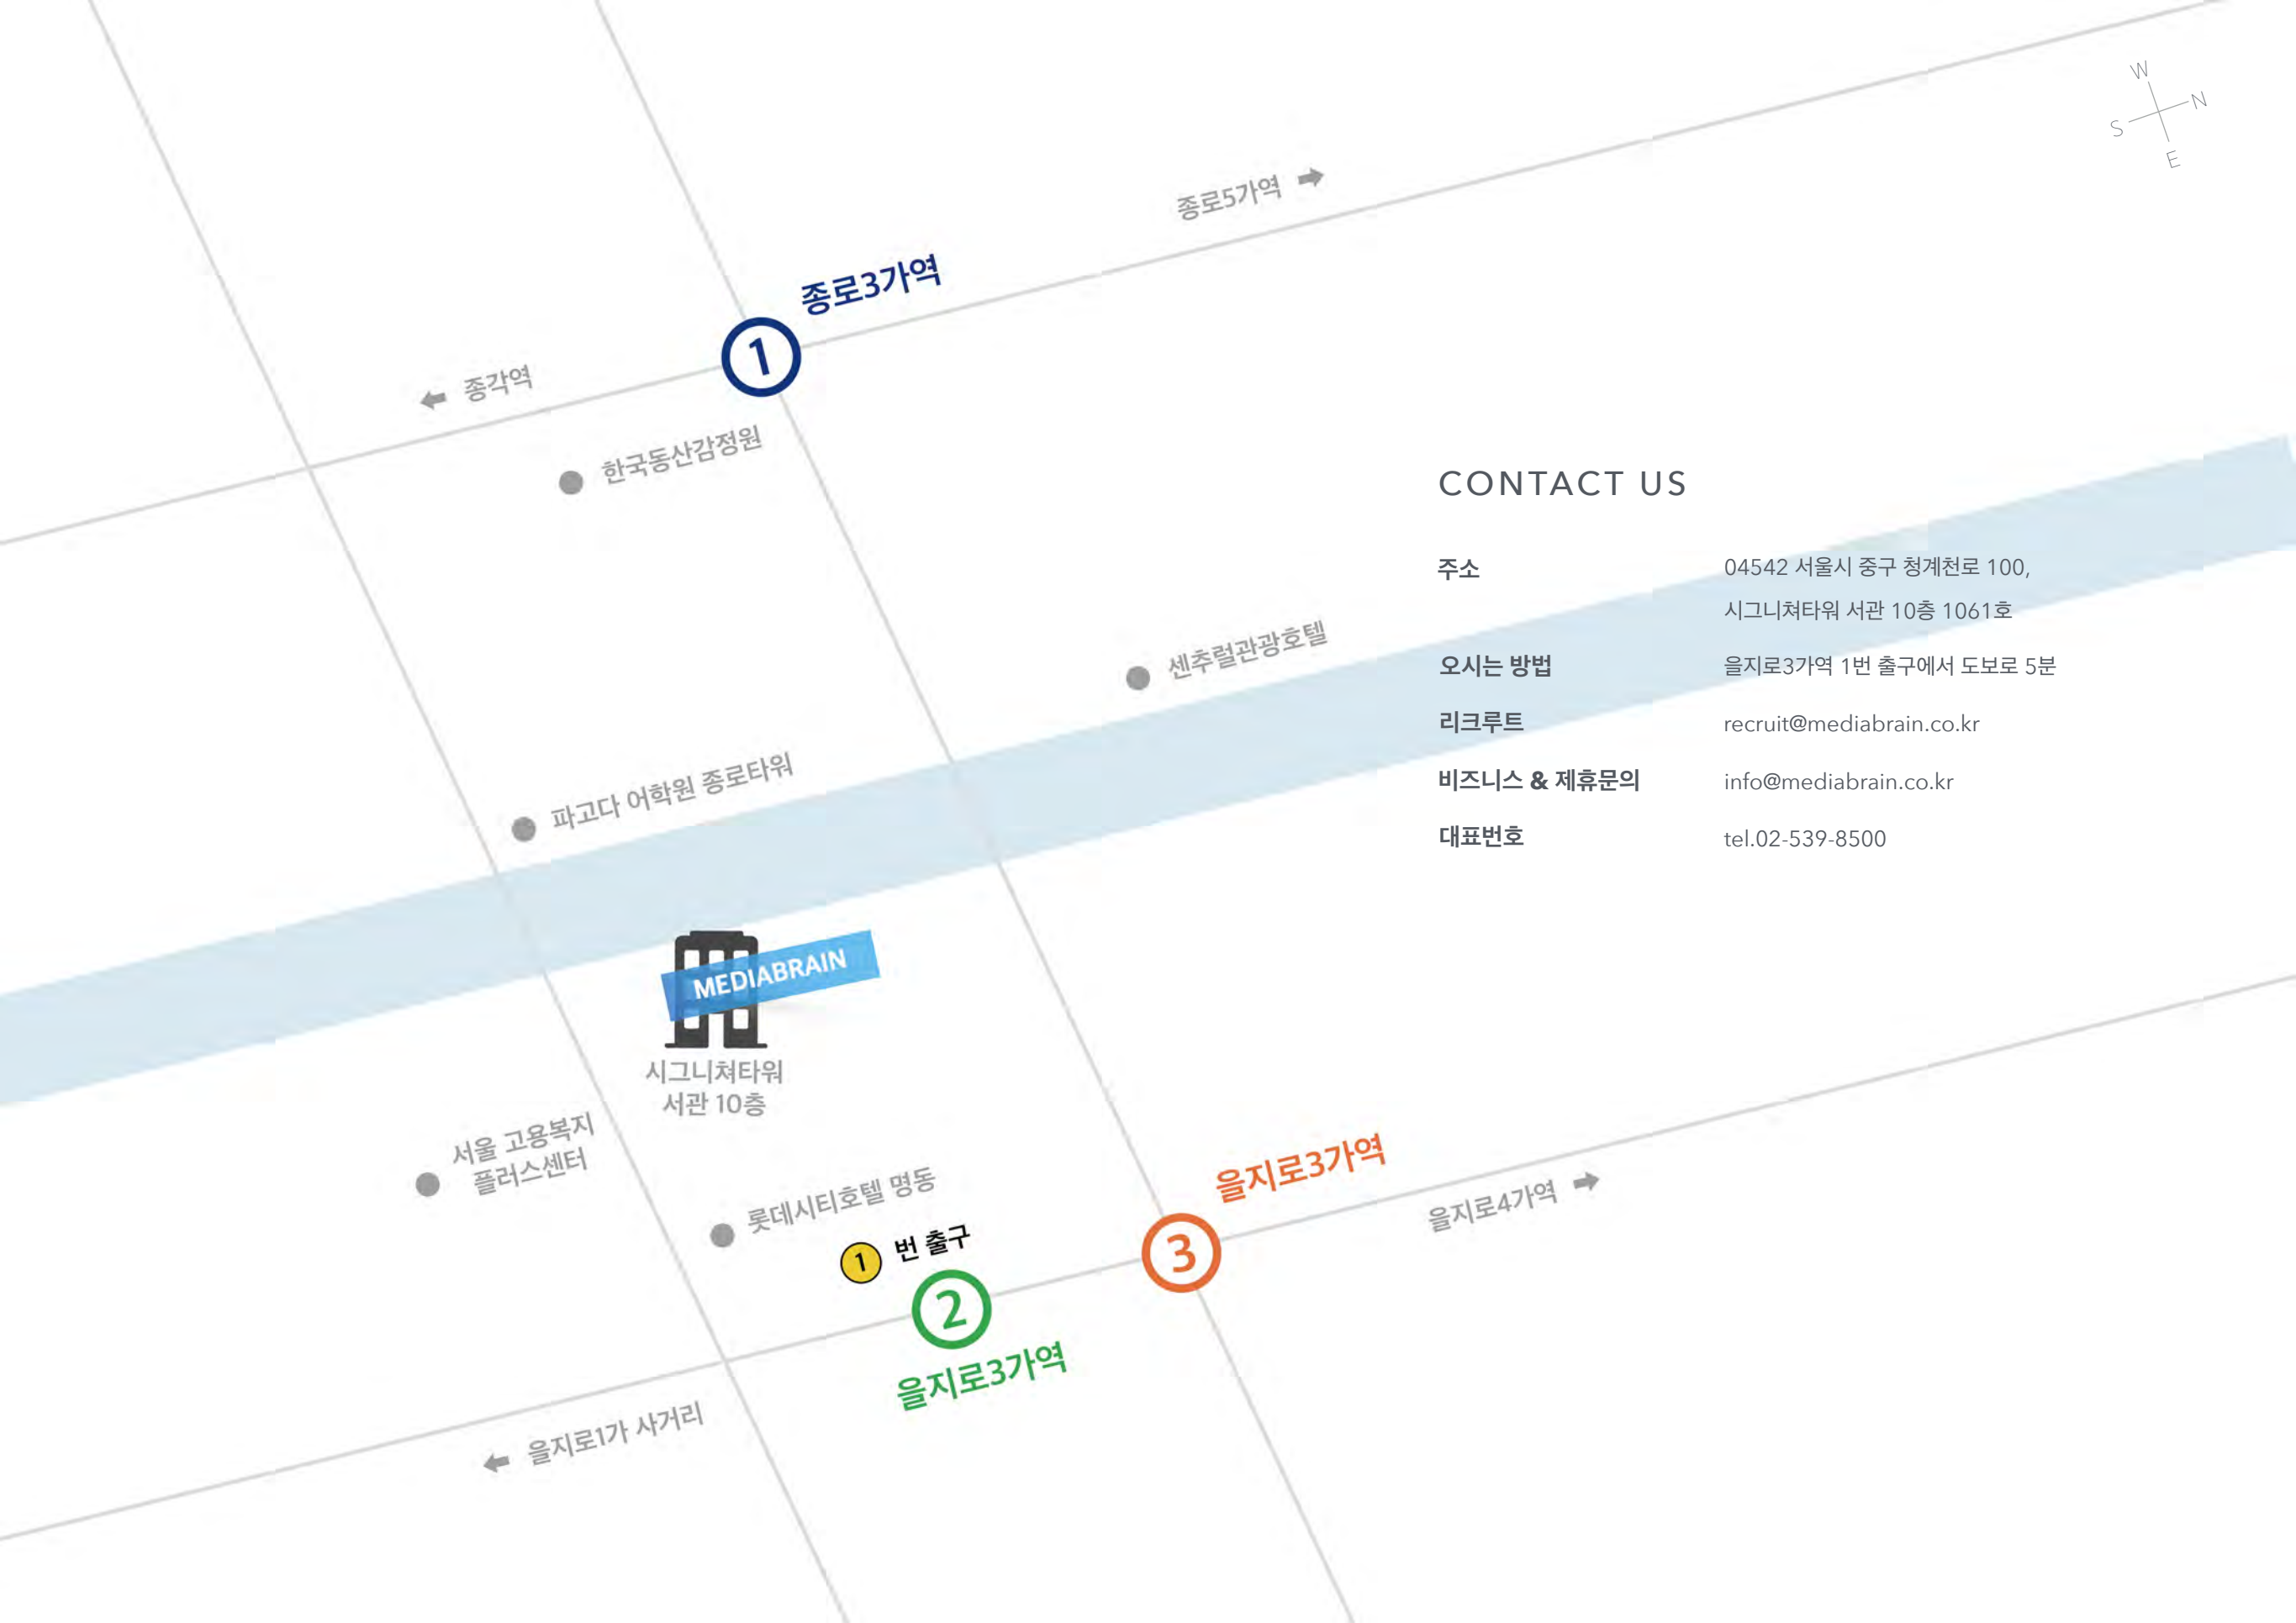 W
N
S
E
종로5가역
종로3가역
1
종각역
한국동산감정원
CONTACT US
주소 04542 서울시 중구 청계천로 100,
시그니쳐타워 서관 10층 1061호
오시는 방법 을지로3가역 1번 출구에서 도보로 5분
리크루트 recruit@mediabrain.co.kr
비즈니스 & 제휴문의 info@mediabrain.co.kr
대표번호 tel.02-539-8500
센추럴관광호텔
파고다 어학원 종로타워
MEDIABRAIN
시그니쳐타워
서관 10층
서울 고용복지
플러스센터
롯데시티호텔 명동
1 번 출구
2
을지로3가역
을지로3가역
3
을지로4가역
을지로1가 사거리